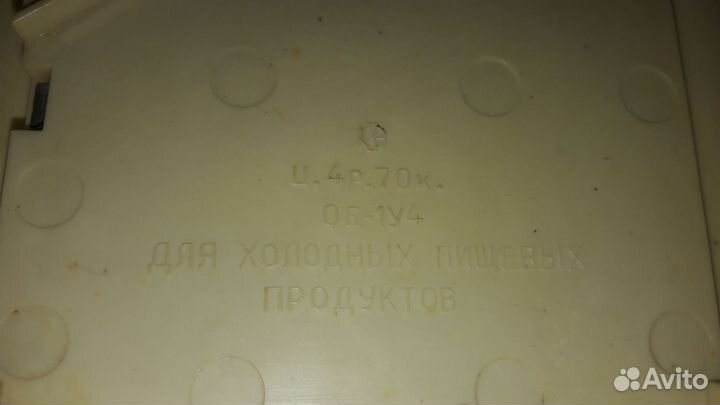 Ц.4р.70к.
ОБ-1У4
ДЛЯ ХОЛОДНЫХ ПИЩЕВЫХ
ПРОДУКТОВ
Avito